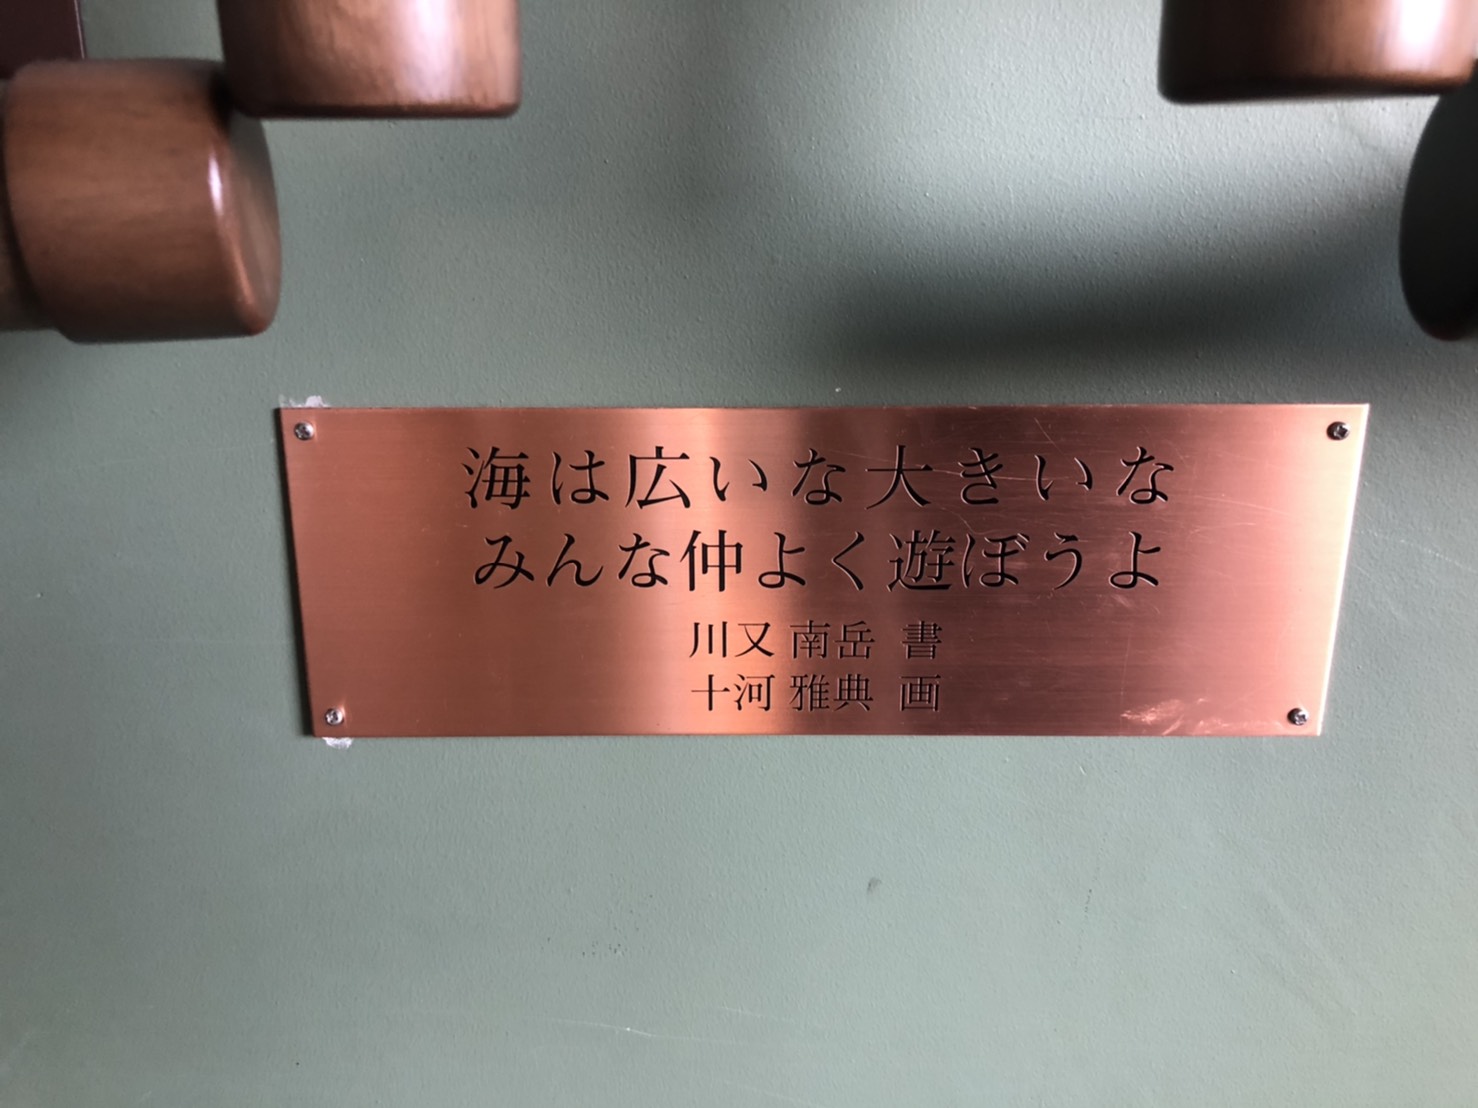 海は広いな大きいな
みんな仲よく遊ぼうよ
川又 南岳 書
十河 雅典 画